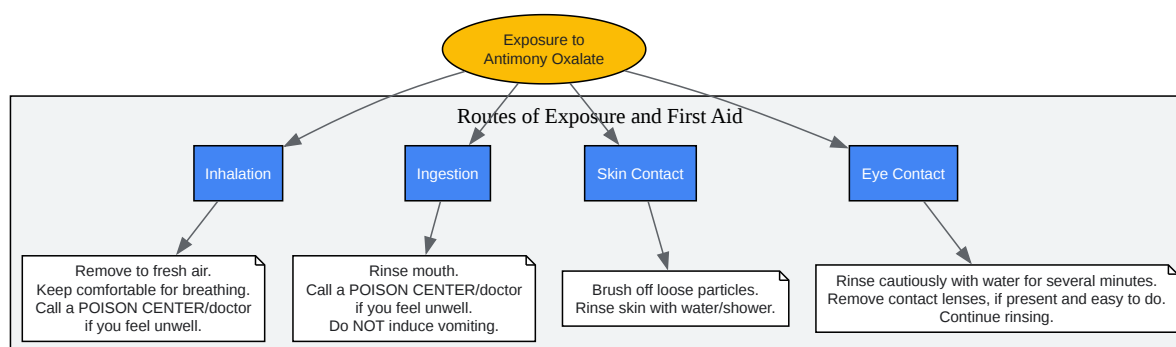 Exposure to
Antimony Oxalate
Routes of Exposure and First Aid
Inhalation
Ingestion
Skin Contact
Eye Contact
Remove to fresh air.
Keep comfortable for breathing.
Call a POISON CENTER/doctor
if you feel unwell.
Rinse mouth.
Call a POISON CENTER/doctor
if you feel unwell.
Do NOT induce vomiting.
Brush off loose particles.
Rinse skin with water/shower.
Rinse cautiously with water for several minutes.
Remove contact lenses, if present and easy to do.
Continue rinsing.